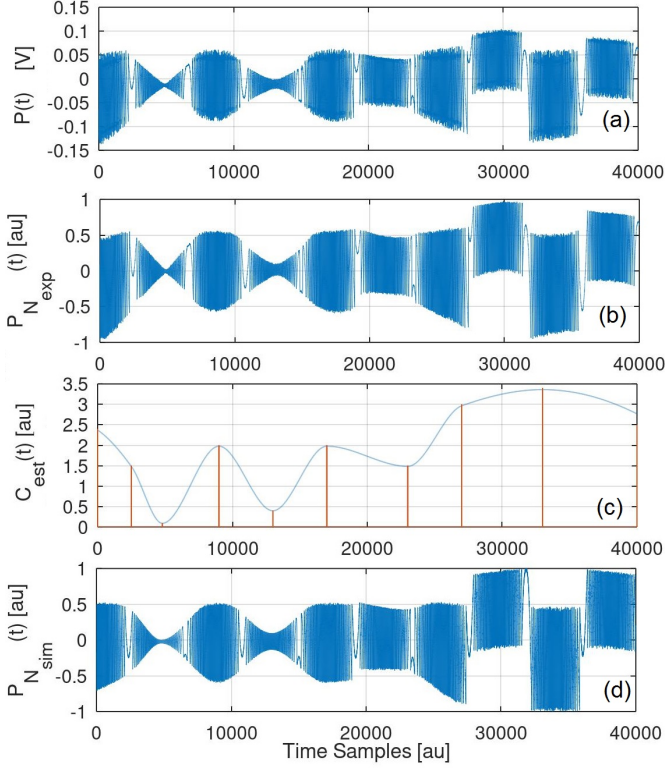 0.15
0.1
0.05
0
-0.05
-0.1
-0.15
P(t) [V]
(a)
0 10000 20000 30000 40000
1
0.5
0
-0.5
-1
P_N_exp (t) [au]
(b)
0 10000 20000 30000 40000
3.5
3
2.5
2
1.5
1
0.5
0
C_est(t) [au]
(c)
0 10000 20000 30000 40000
1
0.5
0
-0.5
-1
P_N_sim (t) [au]
(d)
0 10000 20000 30000 40000
Time Samples [au]